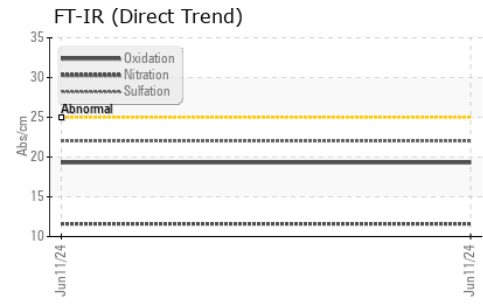 FT-IR (Direct Trend)
35
Oxidation
30
Nitration
Sulfation
Abnormal
25
Abs/cm
20
15
10
Jun11/24
Jun11/24